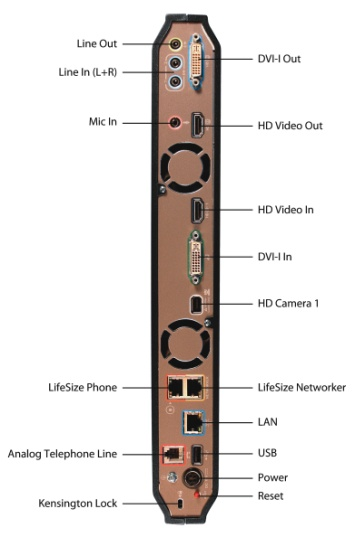 Line Out
DVI-I Out
Line In (L+R)
Mic In
HD Video Out
HD Video In
DVI-I In
HD Camera 1
LifeSize Phone
LifeSize Networker
LAN
Analog Telephone Line
USB
Power
Reset
Kensington Lock